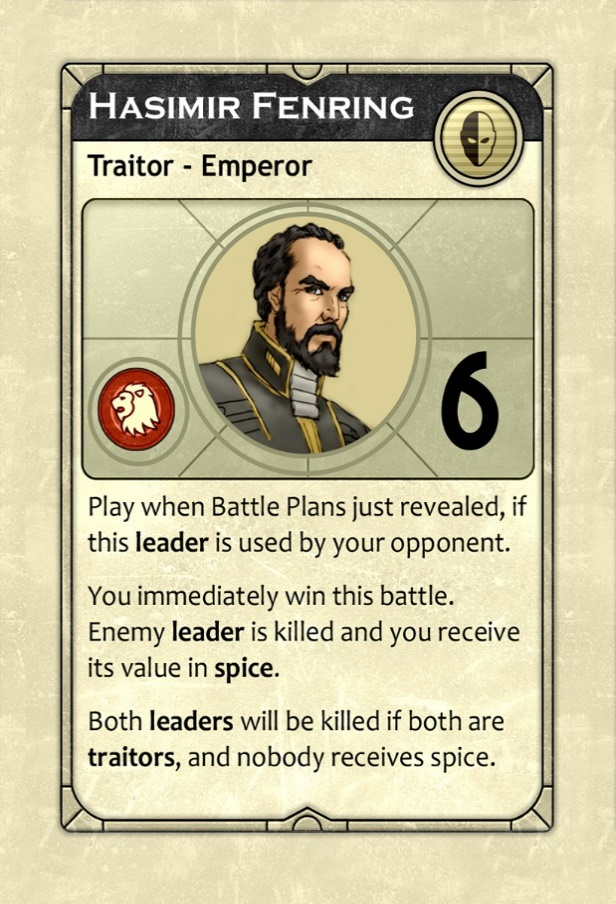 HASIMIR FENRING
Traitor - Emperor
6
Play when Battle Plans just revealed, if
this leader is used by your opponent.
You immediately win this battle.
Enemy leader is killed and you receive
its value in spice.
Both leaders will be killed if both are
traitors, and nobody receives spice.